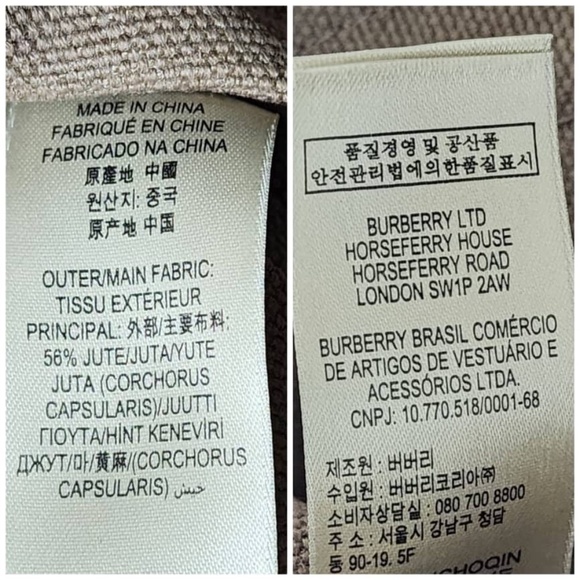 MADE IN CHINA
FABRIQUÉ EN CHINE
FABRICADO NA CHINA
原產地 中國
원산지: 중국
原产地 中国
OUTER/MAIN FABRIC:
TISSU EXTÉRIEUR
PRINCIPAL: 外部/主要布料:
56% JUTE/JUTA/YUTE
JUTA (CORCHORUS
CAPSULARIS)/JUUTTI
ΓΙΟΥΤΑ/HİNT KENEVİRİ
ДЖУТ/마/黄麻/(CORCHORUS
CAPSULARIS) خيش
품질경영 및 공산품
안전관리법에의한품질표시
BURBERRY LTD
HORSEFERRY HOUSE
HORSEFERRY ROAD
LONDON SW1P 2AW
BURBERRY BRASIL COMÉRCIO
DE ARTIGOS DE VESTUÁRIO E
ACESSÓRIOS LTDA.
CNPJ: 10.770.518/0001-68
제조원 : 버버리
수입원 : 버버리코리아㈜
소비자상담실 : 080 700 8800
주 소 : 서울시 강남구 청담
동 90-19. 5F